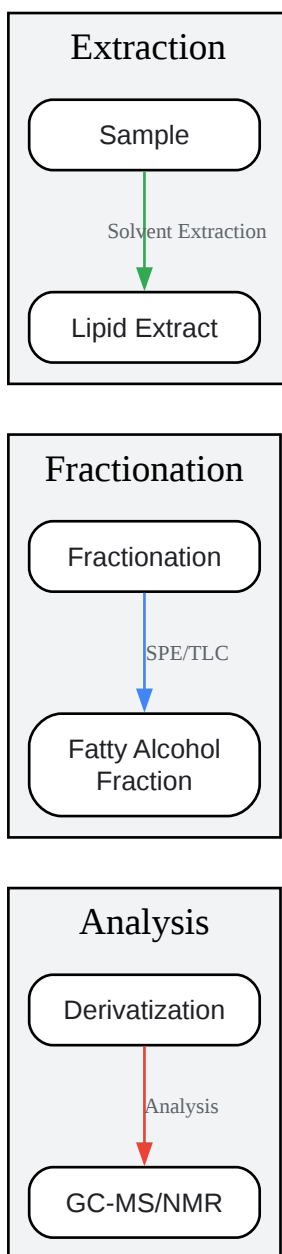 Extraction
Sample
Solvent Extraction
Lipid Extract
Fractionation
Fractionation
SPE/TLC
Fatty Alcohol
Fraction
Analysis
Derivatization
Analysis
GC-MS/NMR